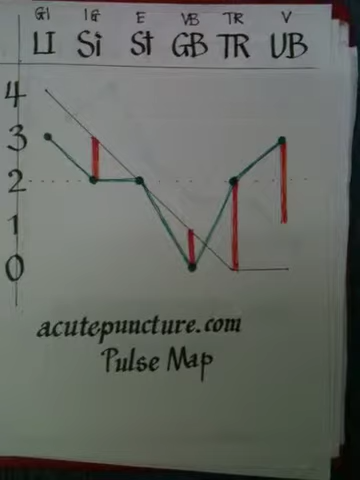 GI IG E VB TR V
LI Si St GB TR UB
4
3
2
1
0
acutepuncture.com
Pulse Map